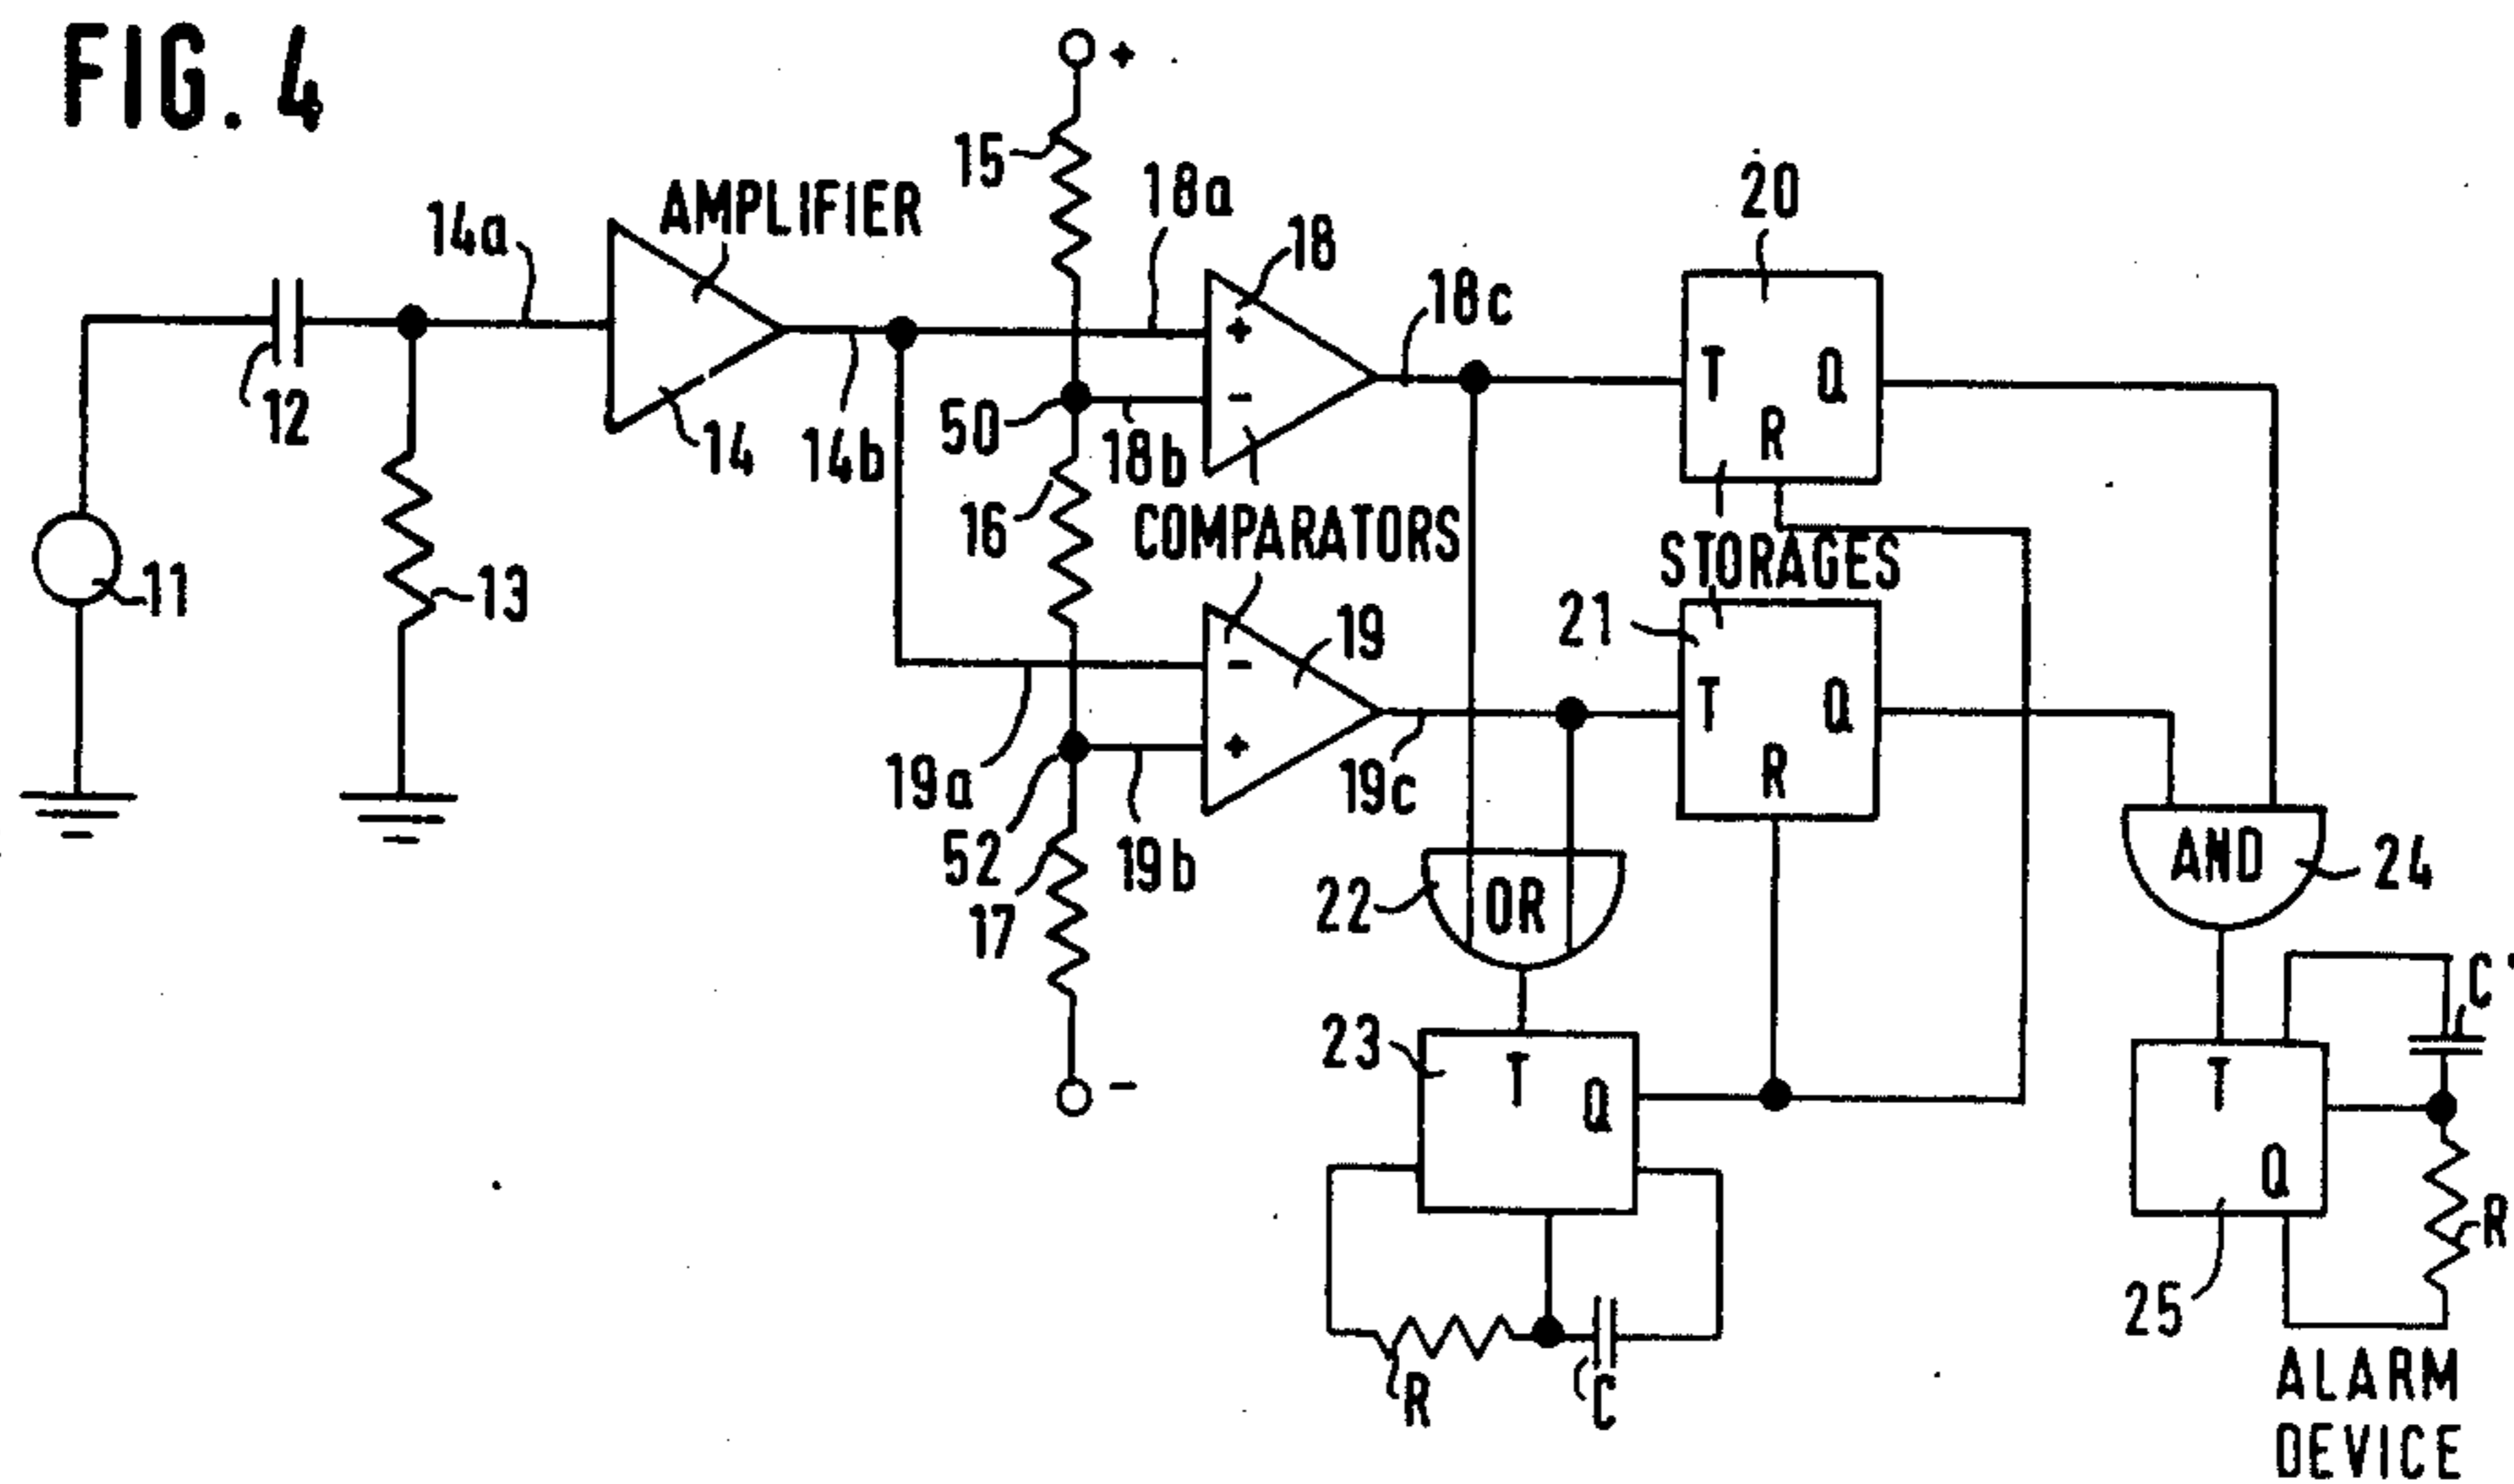 FIG. 4
+
15
18a
20
AMPLIFIER
14a
18
18c
+
T
Q
12
50
-
R
14
14b
18b
16
COMPARATORS
STORAGES
11
13
19
21
-
T
Q
19a
+
19c
R
52
19b
AND
24
22
OR
17
C'
23
T
-
Q
T
Q
R
25
R
C
ALARM
DEVICE